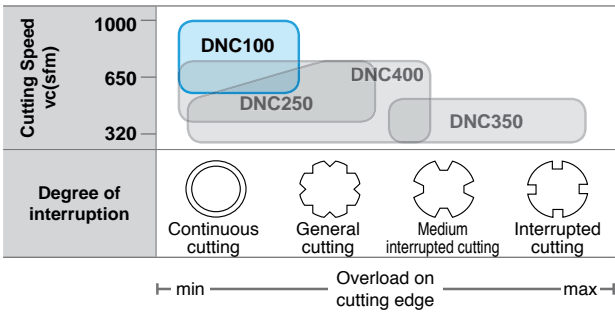 Cutting Speed
vc(sfm)
1000
650
320
DNC100
DNC400
DNC250
DNC350
Degree of
interruption
Continuous
cutting
General
cutting
Medium
interrupted cutting
Interrupted
cutting
min
Overload on
cutting edge
max